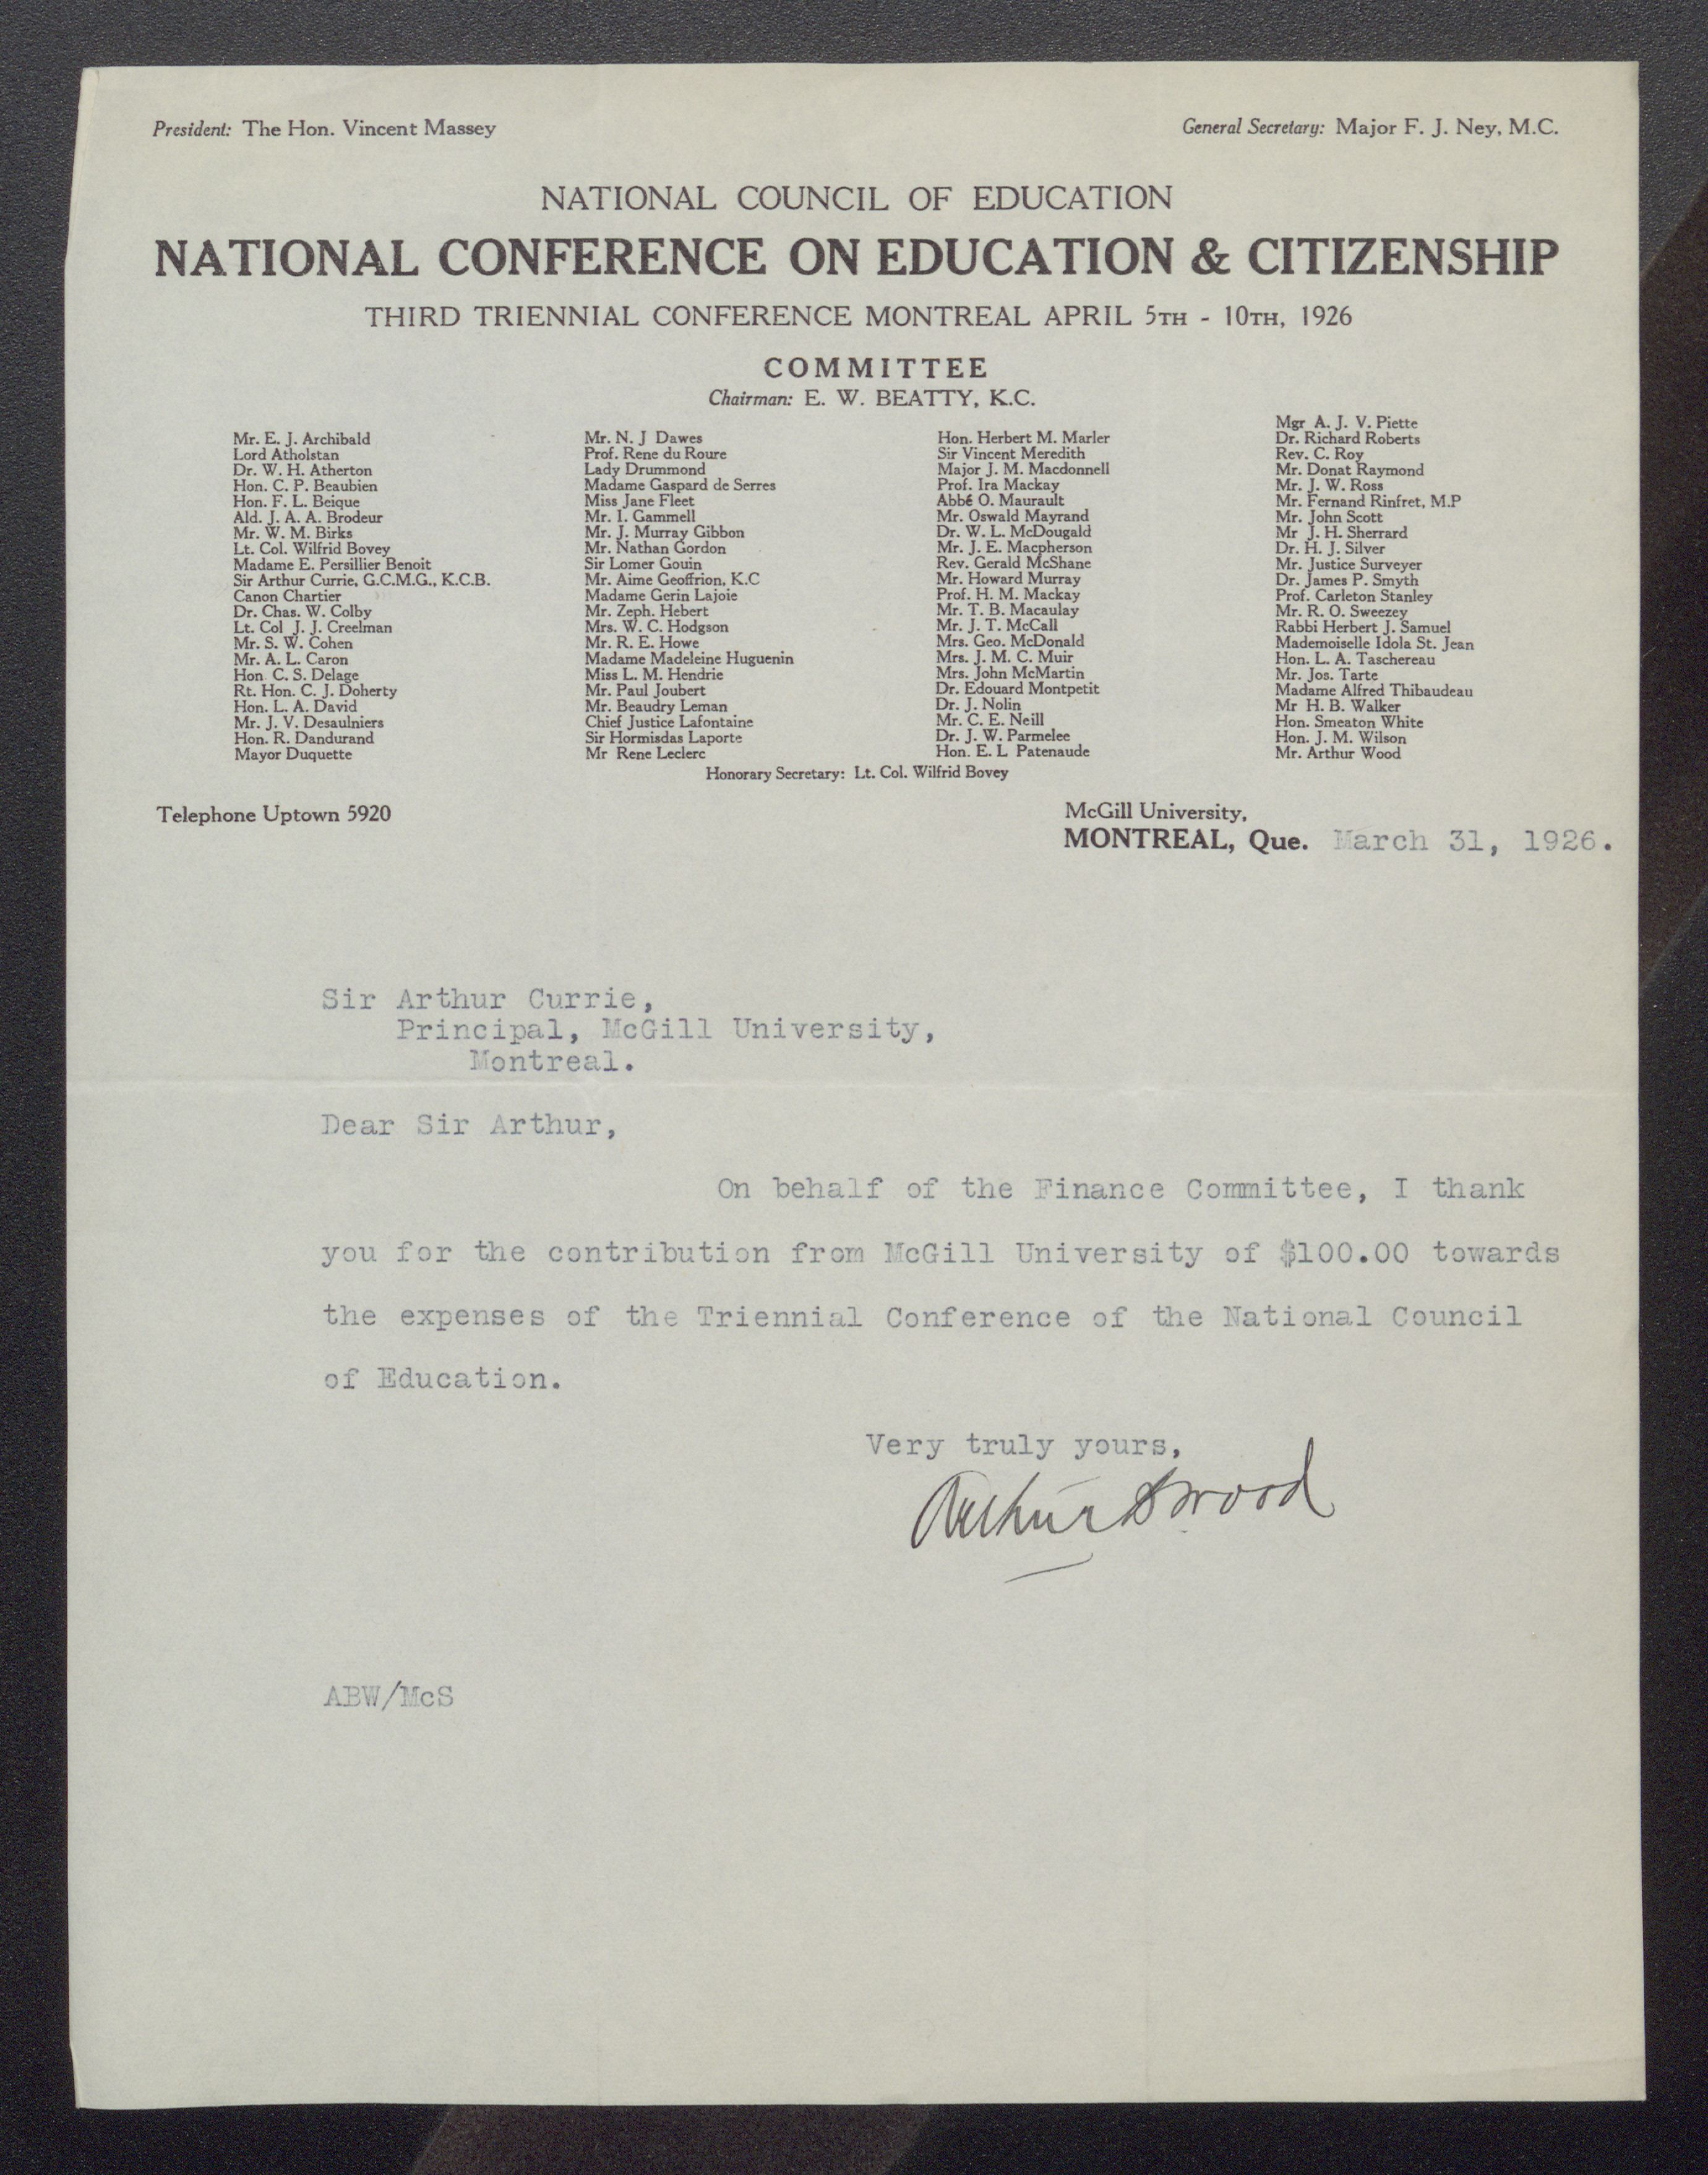 President: The Hon. Vincent Massey
General Secretary: Major F. J. Ney, M.C.
NATIONAL COUNCIL OF EDUCATION
NATIONAL CONFERENCE ON EDUCATION & CITIZENSHIP
THIRD TRIENNIAL CONFERENCE MONTREAL APRIL 5TH - 10TH, 1926
COMMITTEE
Chairman: E. W. BEATTY, K.C.
Mr. E. J. Archibald
Lord Atholstan
Dr. W. H. Atherton
Hon. C. P. Beaubien
Hon. F. L. Beique
Ald. J. A. A. Brodeur
Mr. W. M. Birks
Lt. Col. Wilfrid Bovey
Madame E. Persillier Benoit
Sir Arthur Currie, G.C.M.G., K.C.B.
Canon Chartier
Dr. Chas. W. Colby
Lt. Col J. J. Creelman
Mr. S. W. Cohen
Mr. A. L. Caron
Hon C. S. Delage
Rt. Hon. C. J. Doherty
Hon. L. A. David
Mr. J. V. Desaulniers
Hon. R. Dandurand
Mayor Duquette
Mr. N. J Dawes
Prof. Rene du Roure
Lady Drummond
Madame Gaspard de Serres
Miss Jane Fleet
Mr. I. Gammell
Mr. J. Murray Gibbon
Mr. Nathan Gordon
Sir Lomer Gouin
Mr. Aime Geoffrion, K.C
Madame Gerin Lajoie
Mr. Zeph. Hebert
Mrs. W. C. Hodgson
Mr. R. E. Howe
Madame Madeleine Huguenin
Miss L. M. Hendrie
Mr. Paul Joubert
Mr. Beaudry Leman
Chief Justice Lafontaine
Sir Hormisdas Laporte
Mr Rene Leclerc
Hon. Herbert M. Marler
Sir Vincent Meredith
Major J. M. Macdonnell
Prof. Ira Mackay
Abbé O. Maurault
Mr. Oswald Mayrand
Dr. W. L. McDougald
Mr. J. E. Macpherson
Rev. Gerald McShane
Mr. Howard Murray
Prof. H. M. Mackay
Mr. T. B. Macaulay
Mr. J. T. McCall
Mrs. Geo. McDonald
Mrs. J. M. C. Muir
Mrs. John McMartin
Dr. Edouard Montpetit
Dr. J. Nolin
Mr. C. E. Neill
Dr. J. W. Parmelee
Hon. E. L Patenaude
Mgr A. J. V. Piette
Dr. Richard Roberts
Rev. C. Roy
Mr. Donat Raymond
Mr. J. W. Ross
Mr. Fernand Rinfret, M.P
Mr. John Scott
Mr J. H. Sherrard
Dr. H. J. Silver
Mr. Justice Surveyer
Dr. James P. Smyth
Prof. Carleton Stanley
Mr. R. O. Sweezey
Rabbi Herbert J. Samuel
Mademoiselle Idola St. Jean
Hon. L. A. Taschereau
Mr. Jos. Tarte
Madame Alfred Thibaudeau
Mr H. B. Walker
Hon. Smeaton White
Hon. J. M. Wilson
Mr. Arthur Wood
Honorary Secretary: Lt. Col. Wilfrid Bovey
Telephone Uptown 5920
McGill University,
MONTREAL, Que. March 31, 1926.
Sir Arthur Currie,
Principal, McGill University,
Montreal.
Dear Sir Arthur,
On behalf of the Finance Committee, I thank
you for the contribution from McGill University of $100.00 towards
the expenses of the Triennial Conference of the National Council
of Education.
Very truly yours,
Arthur B Wood
ABW/McS